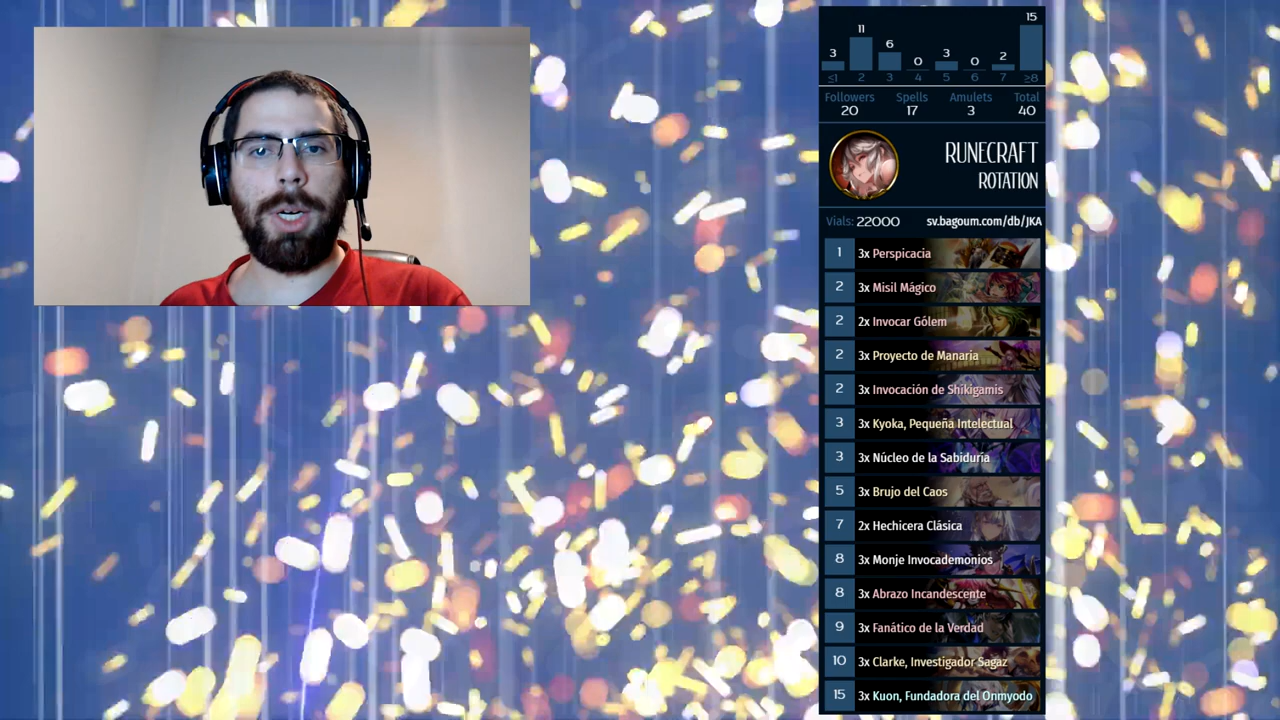 3 11 6 0 3 0 2 15
≤1 2 3 4 5 6 7 ≥8
Followers Spells Amulets Total
20 17 3 40
RUNECRAFT
ROTATION
Vials: 22000 sv.bagoum.com/db/JKA
1 3x Perspicacia
2 3x Misil Mágico
2 2x Invocar Gólem
2 3x Proyecto de Manaria
2 3x Invocación de Shikigamis
3 3x Kyoka, Pequeña Intelectual
3 3x Núcleo de la Sabiduría
5 3x Brujo del Caos
7 2x Hechicera Clásica
8 3x Monje Invocademonios
8 3x Abrazo Incandescente
9 3x Fanático de la Verdad
10 3x Clarke, Investigador Sagaz
15 3x Kuon, Fundadora del Onmyodo